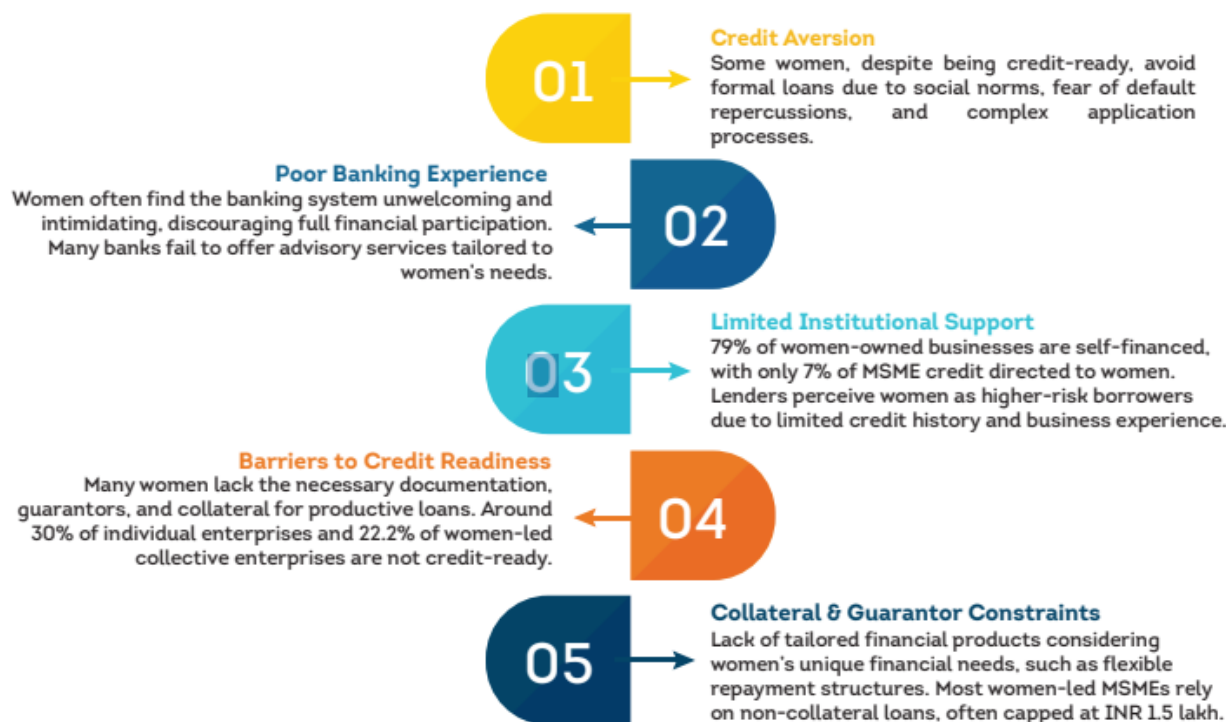 01
Credit Aversion
Some women, despite being credit-ready, avoid
formal loans due to social norms, fear of default
repercussions, and complex application
processes.
Poor Banking Experience
Women often find the banking system unwelcoming and
intimidating, discouraging full financial participation.
Many banks fail to offer advisory services tailored to
women's needs.
02
03
Limited Institutional Support
79% of women-owned businesses are self-financed,
with only 7% of MSME credit directed to women.
Lenders perceive women as higher-risk borrowers
due to limited credit history and business experience.
Barriers to Credit Readiness
Many women lack the necessary documentation,
guarantors, and collateral for productive loans. Around
30% of individual enterprises and 22.2% of women-led
collective enterprises are not credit-ready.
04
05
Collateral & Guarantor Constraints
Lack of tailored financial products considering
women's unique financial needs, such as flexible
repayment structures. Most women-led MSMEs rely
on non-collateral loans, often capped at INR 1.5 lakh.